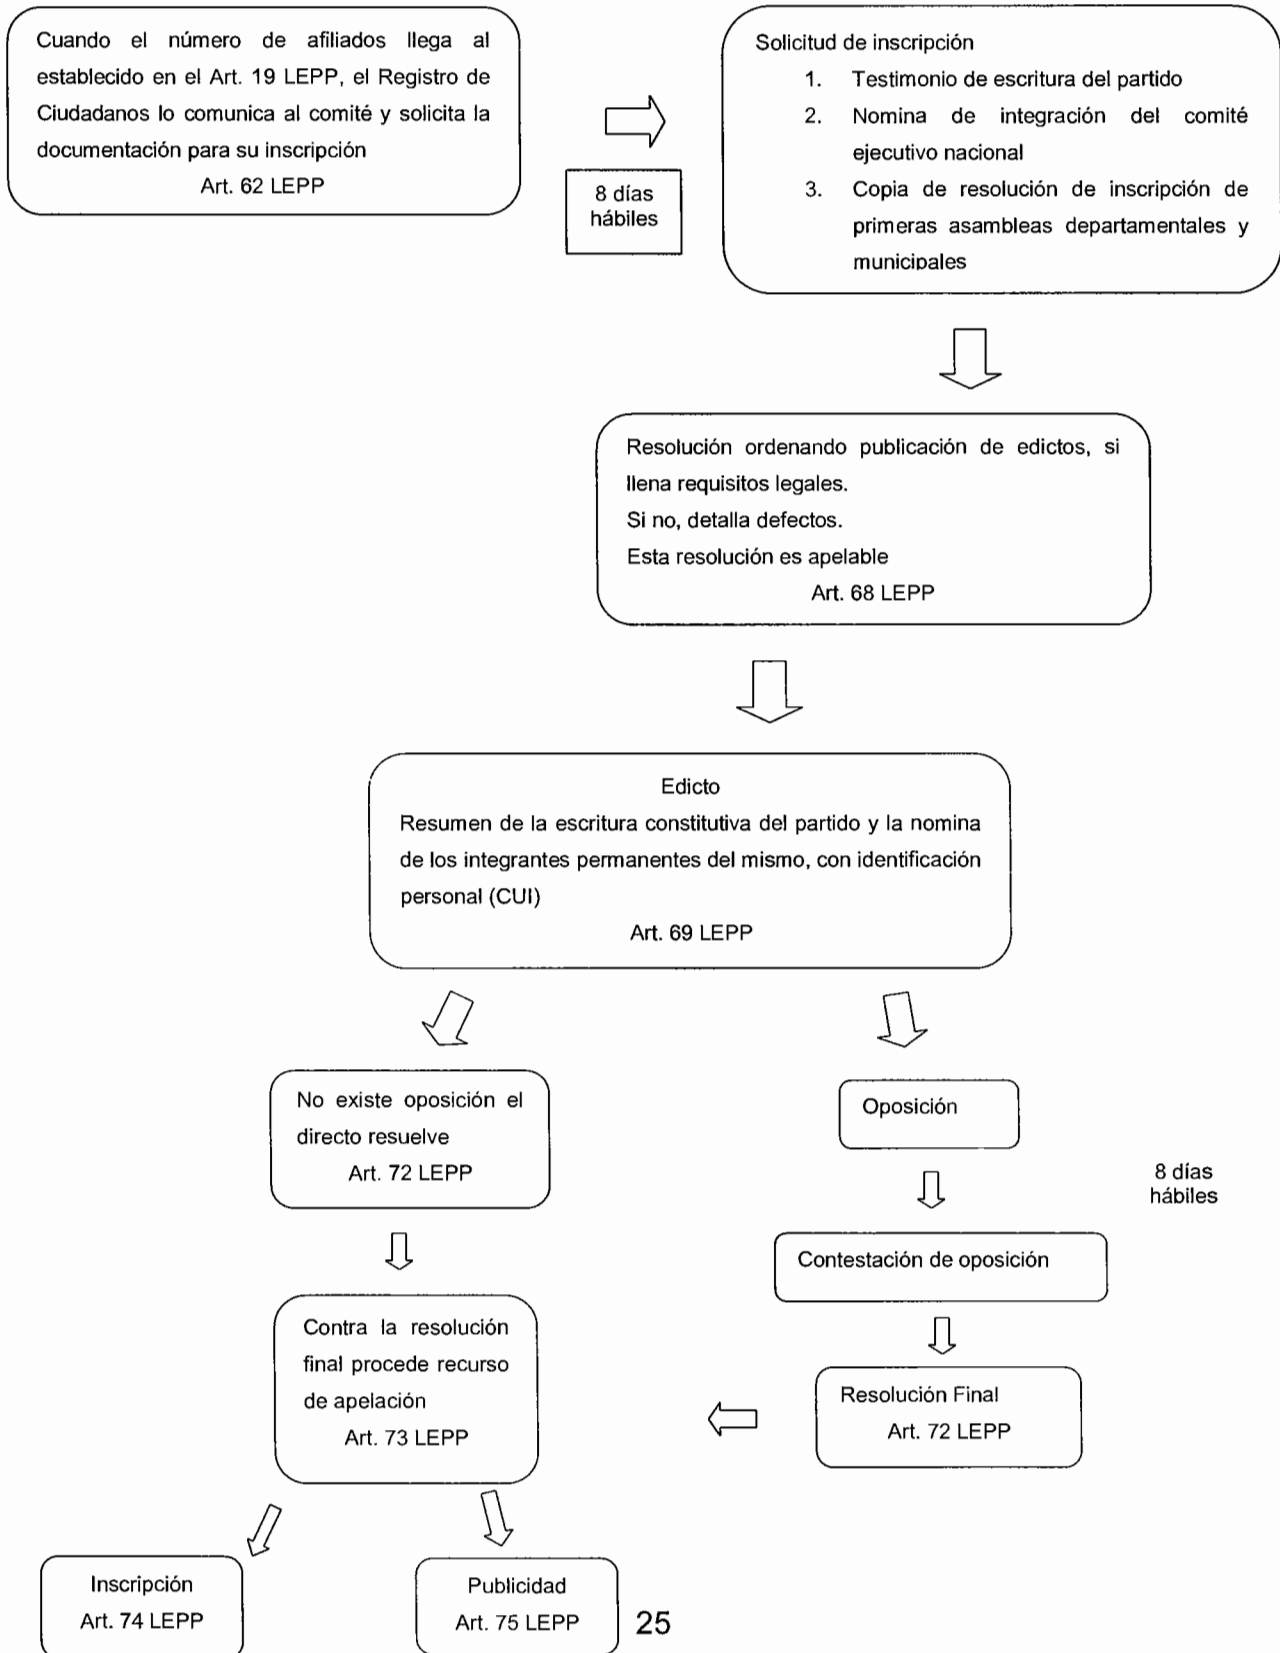 Cuando el número de afiliados llega al
establecido en el Art. 19 LEPP, el Registro de
Ciudadanos lo comunica al comité y solicita la
documentación para su inscripción
Art. 62 LEPP
8 días
hábiles
Solicitud de inscripción
1. Testimonio de escritura del partido
2. Nomina de integración del comité
ejecutivo nacional
3. Copia de resolución de inscripción de
primeras asambleas departamentales y
municipales
Resolución ordenando publicación de edictos, si
llena requisitos legales.
Si no, detalla defectos.
Esta resolución es apelable
Art. 68 LEPP
Edicto
Resumen de la escritura constitutiva del partido y la nomina
de los integrantes permanentes del mismo, con identificación
personal (CUI)
Art. 69 LEPP
No existe oposición el
directo resuelve
Art. 72 LEPP
Oposición
8 días
hábiles
Contestación de oposición
Contra la resolución
final procede recurso
de apelación
Art. 73 LEPP
Resolución Final
Art. 72 LEPP
Inscripción
Art. 74 LEPP
Publicidad
Art. 75 LEPP
25